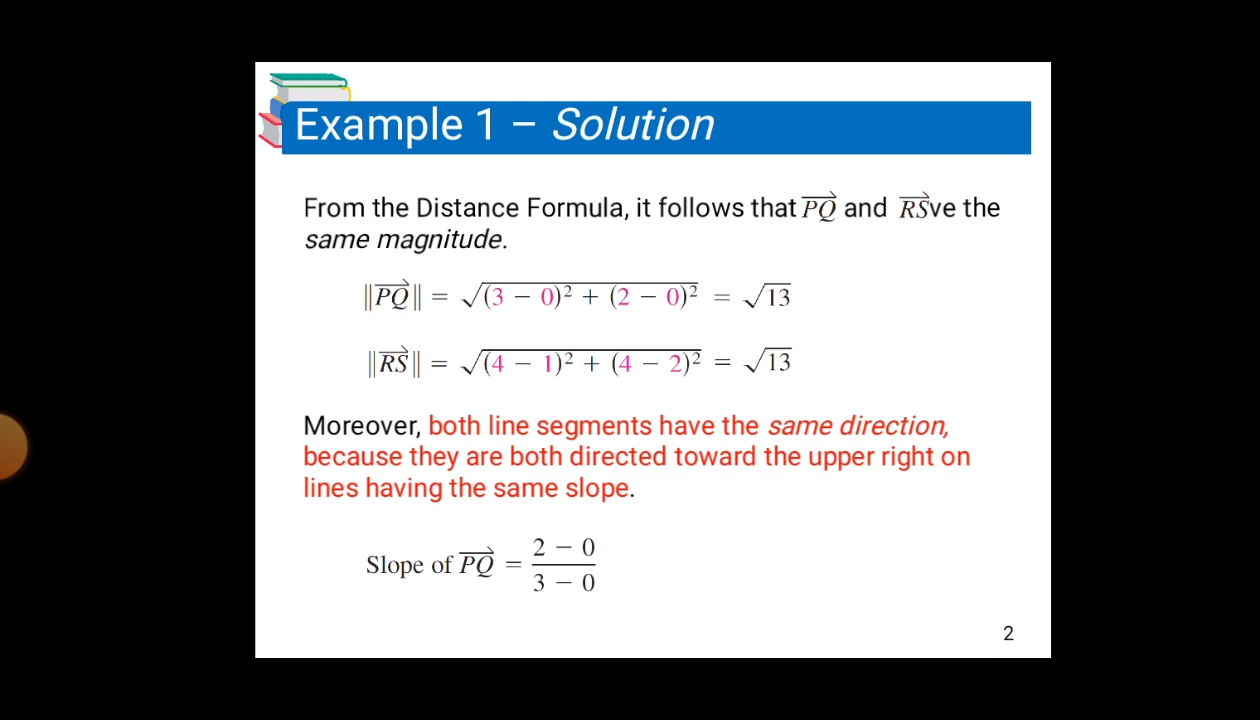 Example 1 – Solution
From the Distance Formula, it follows that PQ⃗ and RS⃗ve the
same magnitude.
||PQ⃗|| = √((3 − 0)² + (2 − 0)²) = √13
||RS⃗|| = √((4 − 1)² + (4 − 2)²) = √13
Moreover, both line segments have the same direction,
because they are both directed toward the upper right on
lines having the same slope.
Slope of PQ⃗ = (2 − 0)/(3 − 0)
2